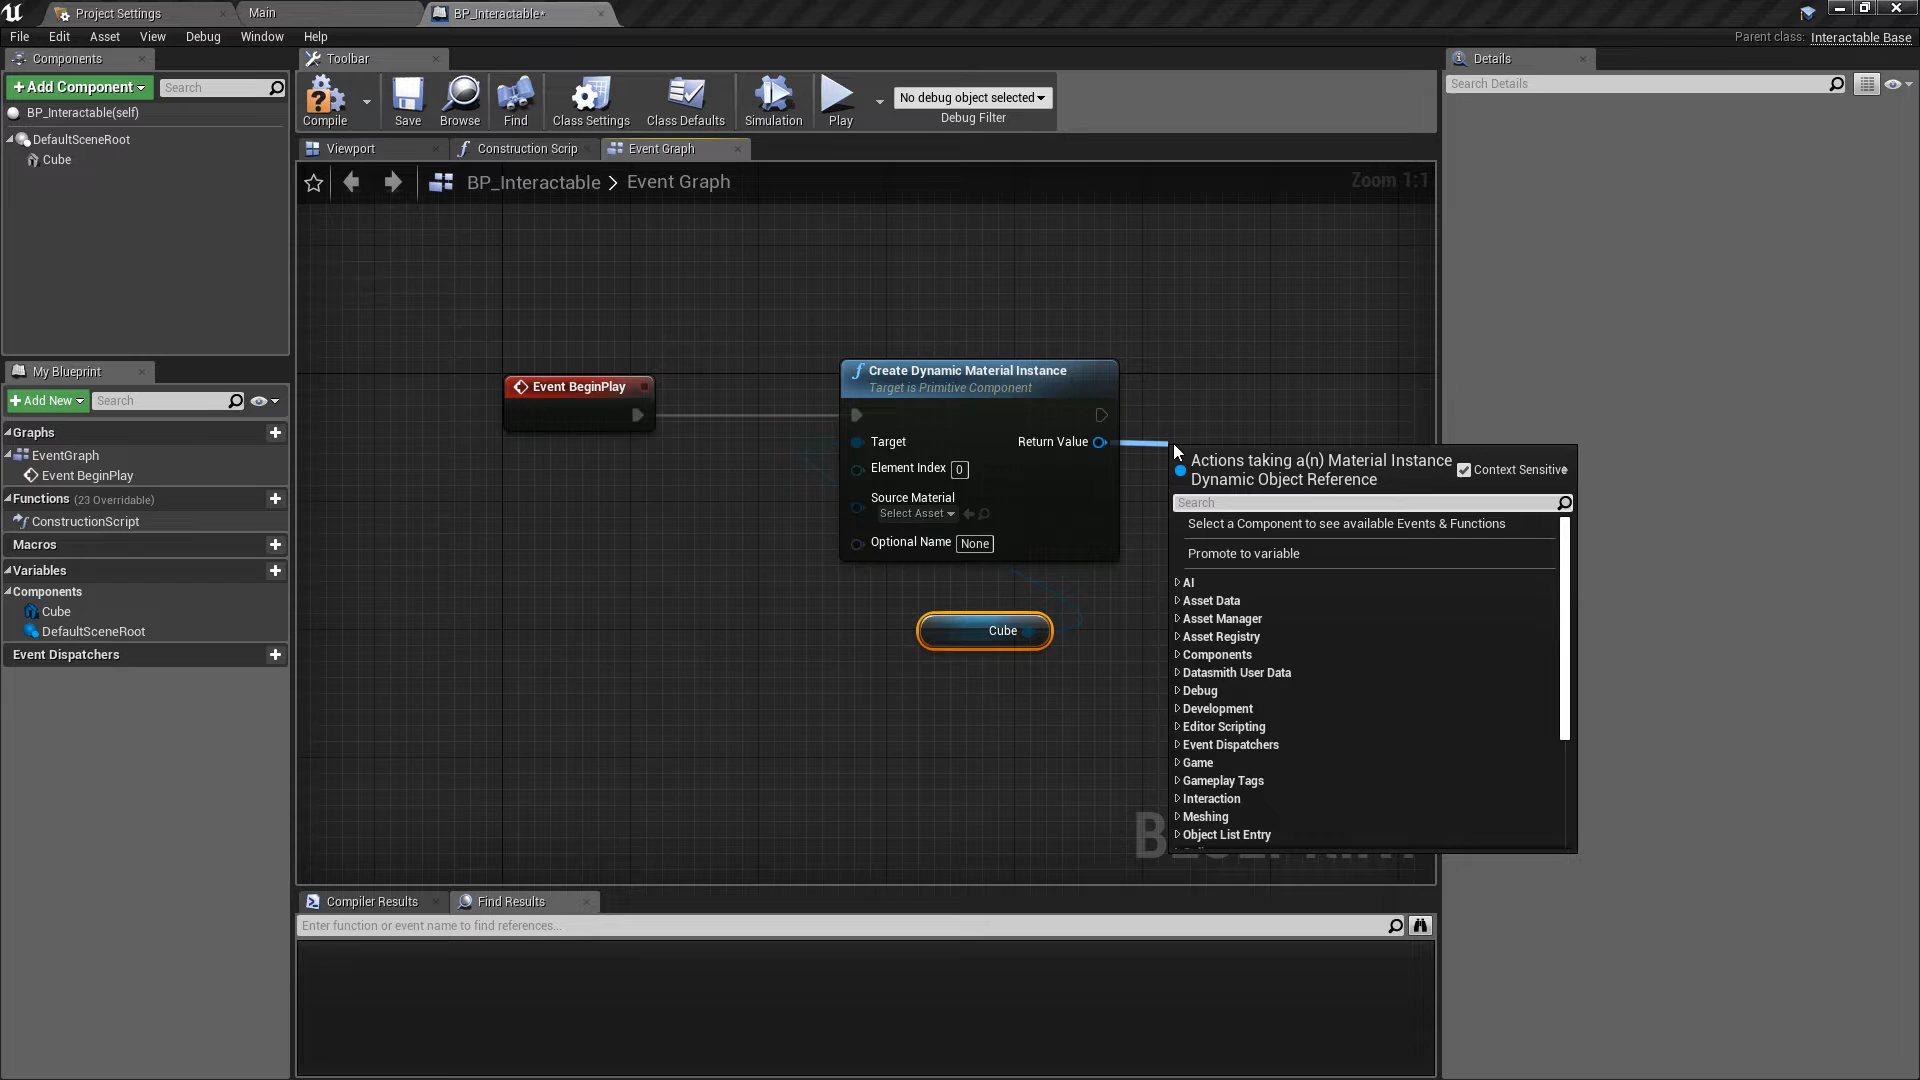 Project Settings
Main
BP_Interactable*
File Edit Asset View Debug Window Help
Parent class: Interactable Base
Components
Toolbar
Details
+Add Component
Search
Search Details
BP_Interactable(self)
DefaultSceneRoot
Cube
Compile
Save
Browse
Find
Class Settings
Class Defaults
Simulation
Play
No debug object selected
Debug Filter
Viewport
Construction Scrip
Event Graph
BP_Interactable > Event Graph
Zoom 1:1
My Blueprint
+Add New
Search
Graphs
EventGraph
Event BeginPlay
Functions (23 Overridable)
ConstructionScript
Macros
Variables
Components
Cube
DefaultSceneRoot
Event Dispatchers
Event BeginPlay
Create Dynamic Material Instance
Target is Primitive Component
Target
Return Value
Element Index 0
Source Material
Select Asset
Optional Name None
Cube
Actions taking a(n) Material Instance
Dynamic Object Reference
Context Sensitive
Search
Select a Component to see available Events & Functions
Promote to variable
AI
Asset Data
Asset Manager
Asset Registry
Components
Datasmith User Data
Debug
Development
Editor Scripting
Event Dispatchers
Game
Gameplay Tags
Interaction
Meshing
Object List Entry
Compiler Results
Find Results
Enter function or event name to find references...